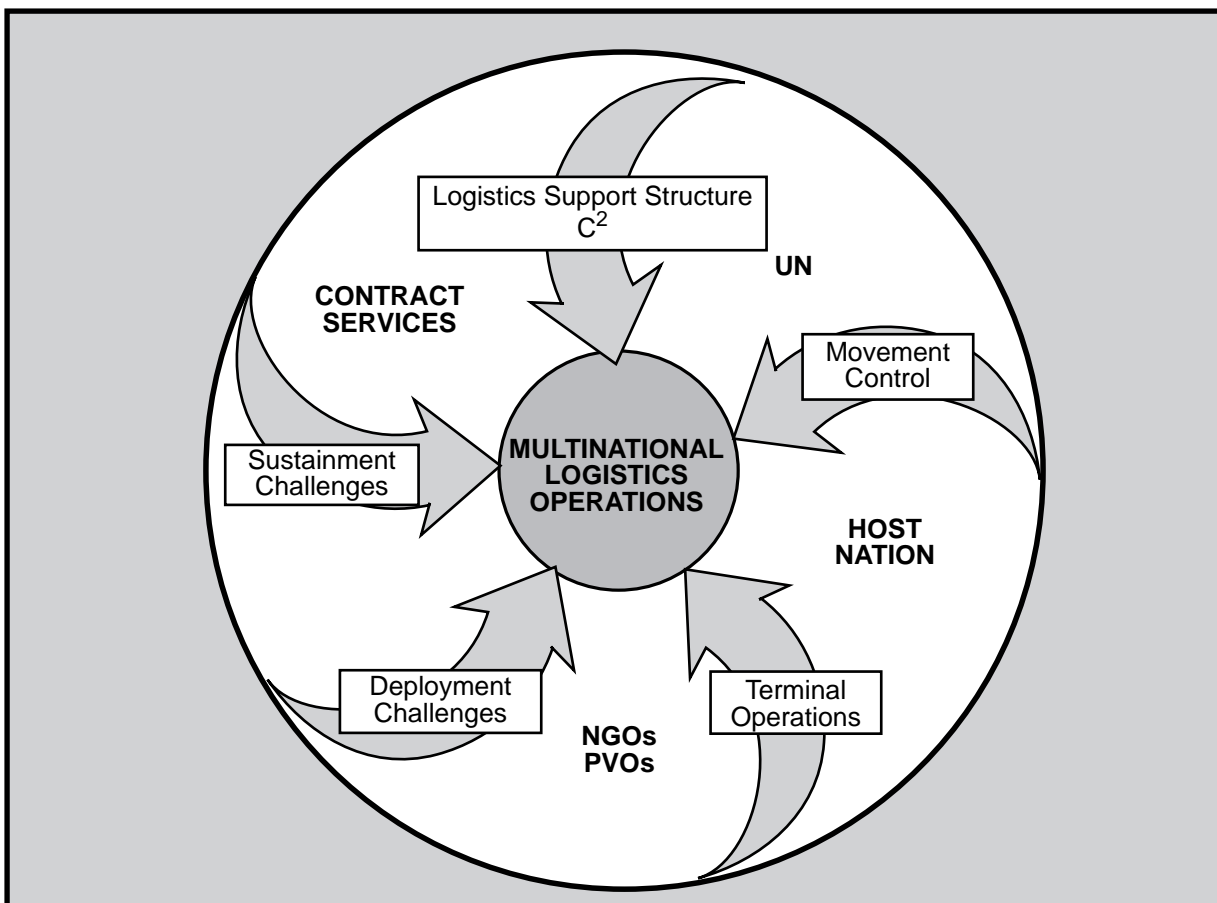 Logistics Support Structure
C²
UN
CONTRACT
SERVICES
Movement
Control
MULTINATIONAL
LOGISTICS
OPERATIONS
Sustainment
Challenges
HOST
NATION
Deployment
Challenges
Terminal
Operations
NGOs
PVOs